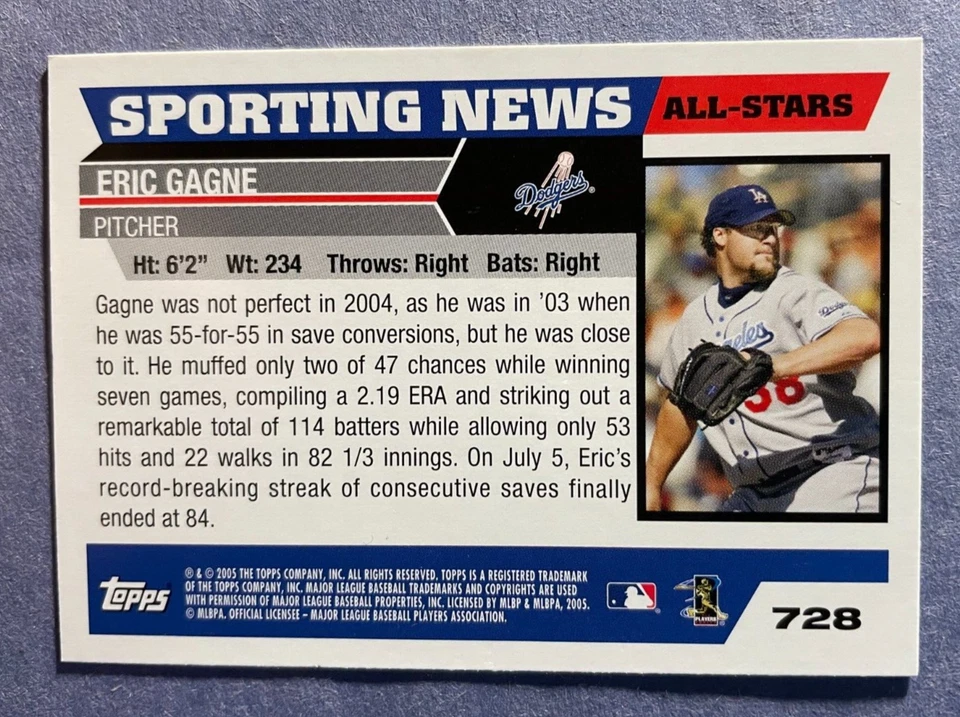 SPORTING NEWS ALL-STARS
ERIC GAGNE
Dodgers ®
PITCHER
Ht: 6'2" Wt: 234 Throws: Right Bats: Right
Gagne was not perfect in 2004, as he was in '03 when
he was 55-for-55 in save conversions, but he was close
to it. He muffed only two of 47 chances while winning
seven games, compiling a 2.19 ERA and striking out a
remarkable total of 114 batters while allowing only 53
hits and 22 walks in 82 1/3 innings. On July 5, Eric's
record-breaking streak of consecutive saves finally
ended at 84.
LA
Dodgers
38
Topps
® & © 2005 THE TOPPS COMPANY, INC. ALL RIGHTS RESERVED. TOPPS IS A REGISTERED TRADEMARK
OF THE TOPPS COMPANY, INC. MAJOR LEAGUE BASEBALL TRADEMARKS AND COPYRIGHTS ARE USED
WITH PERMISSION OF MAJOR LEAGUE BASEBALL PROPERTIES, INC. LICENSED BY MLBP & MLBPA, 2005.
© MLBPA. OFFICIAL LICENSEE – MAJOR LEAGUE BASEBALL PLAYERS ASSOCIATION.
PLAYERS
728